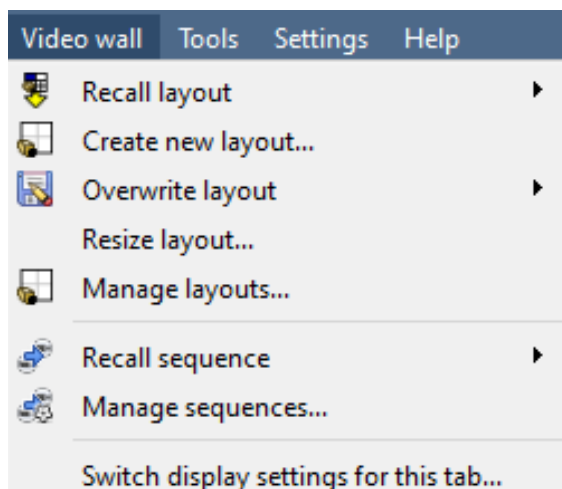 Video wall Tools Settings Help
Recall layout
Create new layout...
Overwrite layout
Resize layout...
Manage layouts...
Recall sequence
Manage sequences...
Switch display settings for this tab...